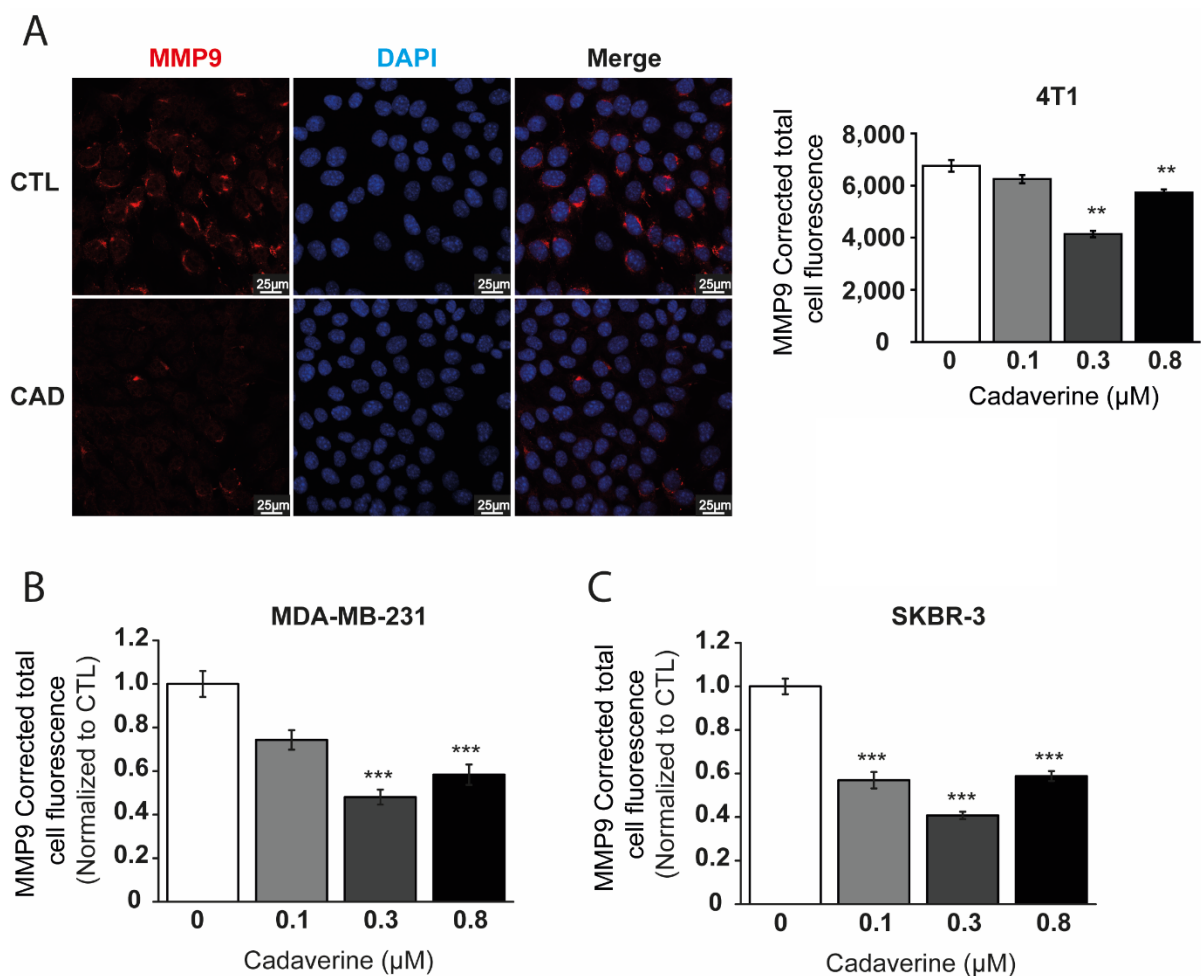 A
MMP9
DAPI
Merge
CTL
25µm
25µm
25µm
CAD
25µm
25µm
25µm
4T1
MMP9 Corrected total
cell fluorescence
8,000
6,000
4,000
2,000
0
**
**
0 0.1 0.3 0.8
Cadaverine (µM)
B
MDA-MB-231
MMP9 Corrected total
cell fluorescence
(Normalized to CTL)
1.2
1.0
0.8
0.6
0.4
0.2
0
***
***
0 0.1 0.3 0.8
Cadaverine (µM)
C
SKBR-3
MMP9 Corrected total
cell fluorescence
(Normalized to CTL)
1.2
1.0
0.8
0.6
0.4
0.2
0
***
***
***
0 0.1 0.3 0.8
Cadaverine (µM)